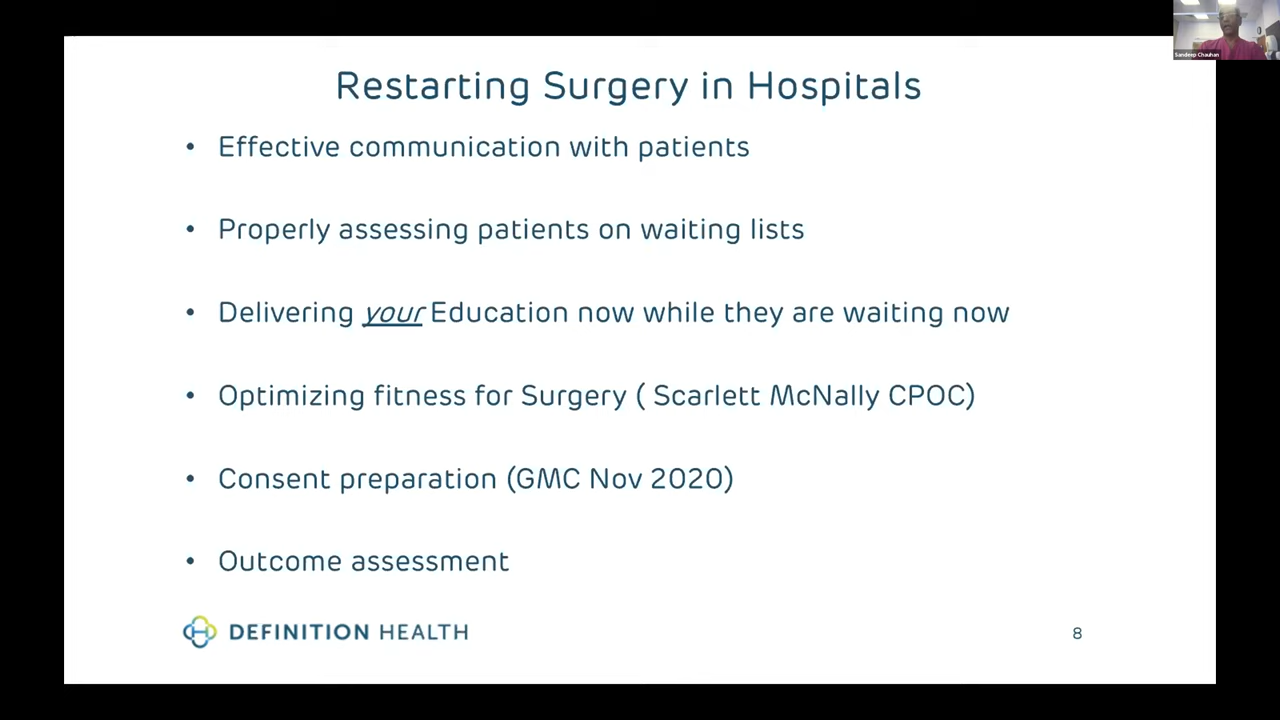 Sandeep Chauhan
Restarting Surgery in Hospitals
• Effective communication with patients
• Properly assessing patients on waiting lists
• Delivering your Education now while they are waiting now
• Optimizing fitness for Surgery ( Scarlett McNally CPOC)
• Consent preparation (GMC Nov 2020)
• Outcome assessment
DEFINITION HEALTH
8